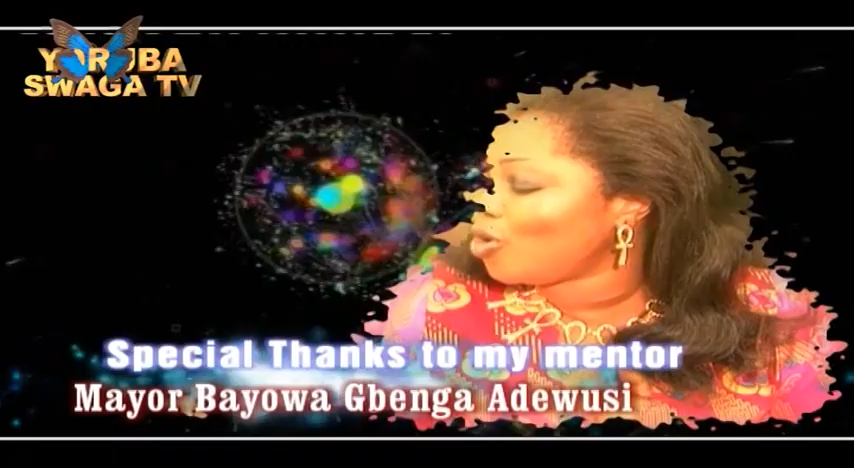 YORUBA
SWAGA TV
Special Thanks to my mentor
Mayor Bayowa Gbenga Adewusi